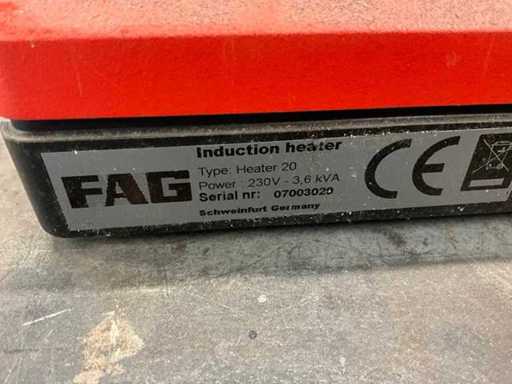 Induction heater
FAG
Type: Heater 20
Power : 230V - 3,6 kVA
Serial nr: 07003020
Schweinfurt Germany
CE